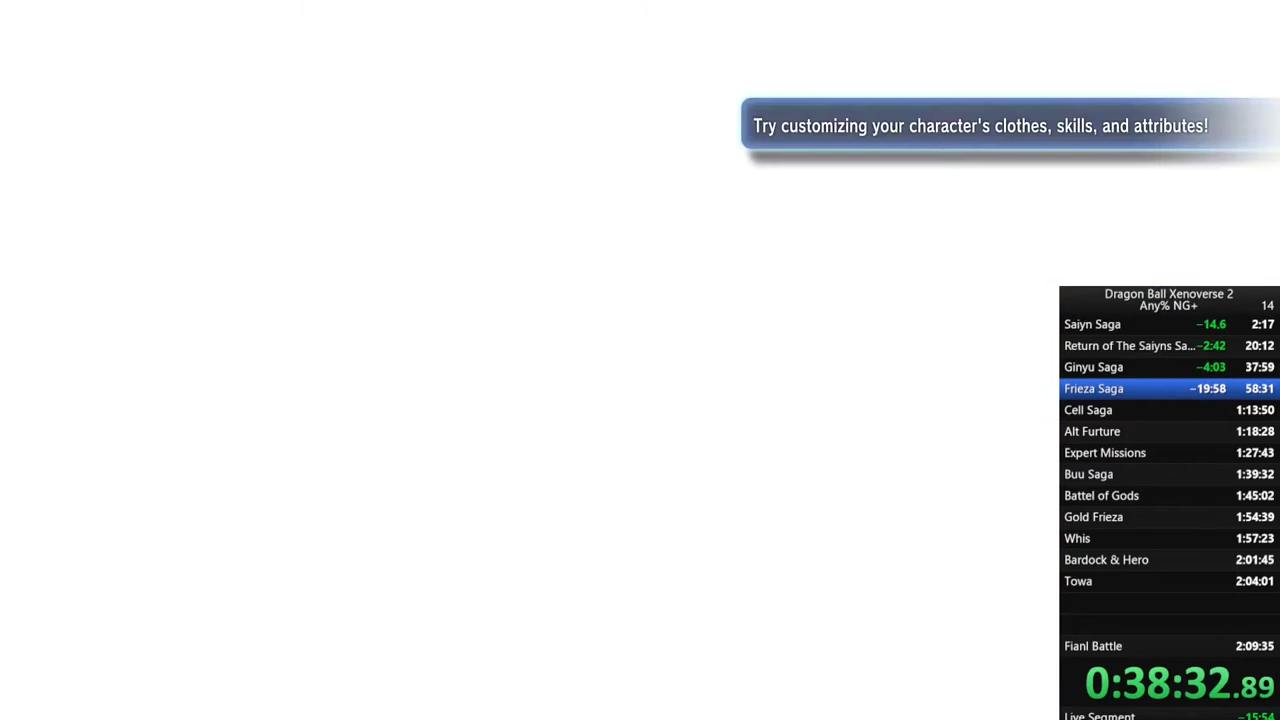 Try customizing your character's clothes, skills, and attributes!
Dragon Ball Xenoverse 2
Any% NG+ 14
Saiyn Saga −14.6 2:17
Return of The Saiyns Sa... −2:42 20:12
Ginyu Saga −4:03 37:59
Frieza Saga −19:58 58:31
Cell Saga 1:13:50
Alt Furture 1:18:28
Expert Missions 1:27:43
Buu Saga 1:39:32
Battel of Gods 1:45:02
Gold Frieza 1:54:39
Whis 1:57:23
Bardock & Hero 2:01:45
Towa 2:04:01
Fianl Battle 2:09:35
0:38:32.89
Live Segment −15:54